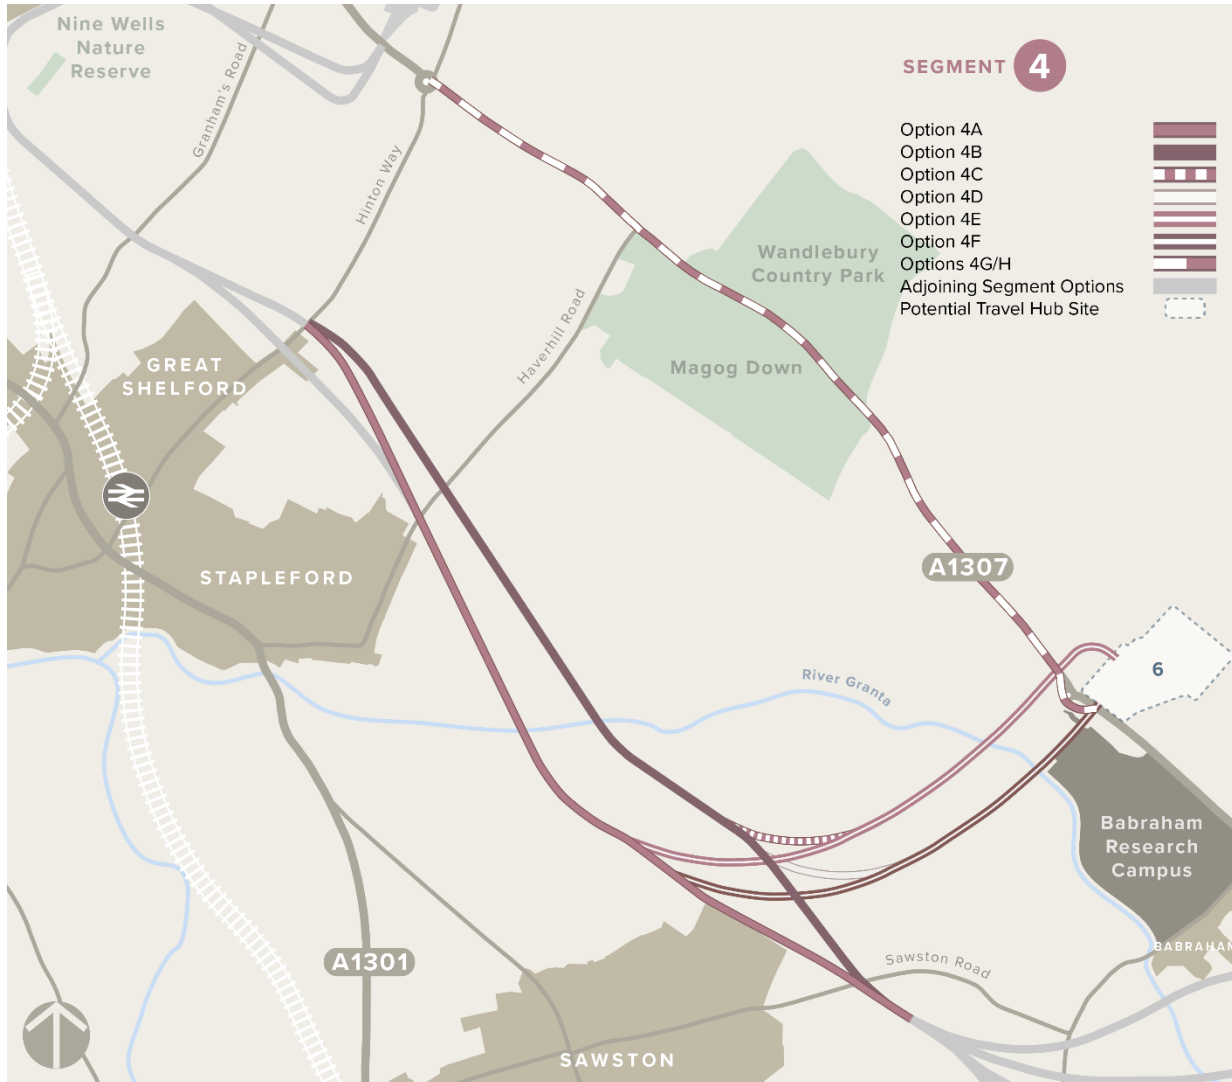 Nine Wells
Nature
Reserve
Granham's Road
Hinton Way
SEGMENT 4
Option 4A
Option 4B
Option 4C
Option 4D
Option 4E
Option 4F
Options 4G/H
Adjoining Segment Options
Potential Travel Hub Site
Wandlebury
Country Park
Magog Down
Haverhill Road
GREAT
SHELFORD
STAPLEFORD
A1307
River Granta
6
Babraham
Research
Campus
BABRAHAM
A1301
Sawston Road
SAWSTON